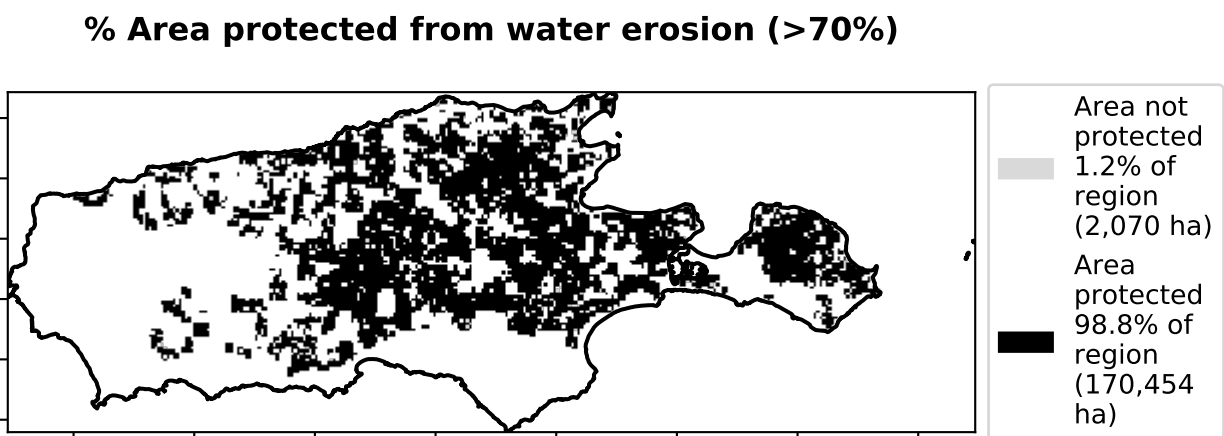 % Area protected from water erosion (>70%)
Area not
protected
1.2% of
region
(2,070 ha)
Area
protected
98.8% of
region
(170,454
ha)